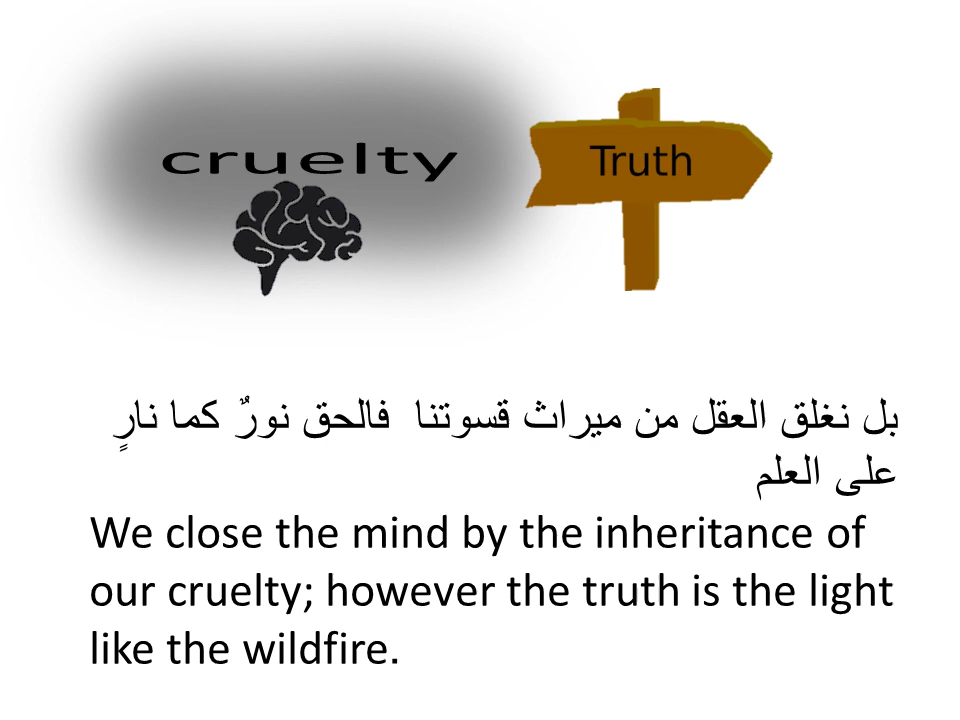 cruelty
Truth
بل نغلق العقل من ميراث قسوتنا فالحق نورٌ كما نارٍ
على العلم
We close the mind by the inheritance of
our cruelty; however the truth is the light
like the wildfire.